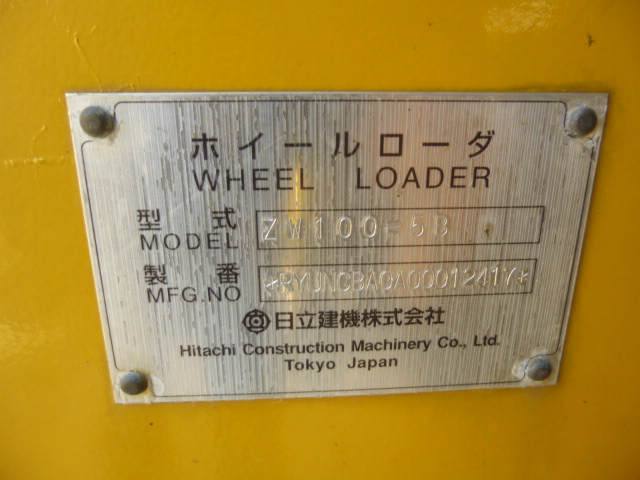 ホイールローダ
WHEEL LOADER
型式 ZW100-5B
MODEL
製番 *RYUNCBA0A00012417*
MFG.NO
日立建機株式会社
Hitachi Construction Machinery Co., Ltd.
Tokyo Japan